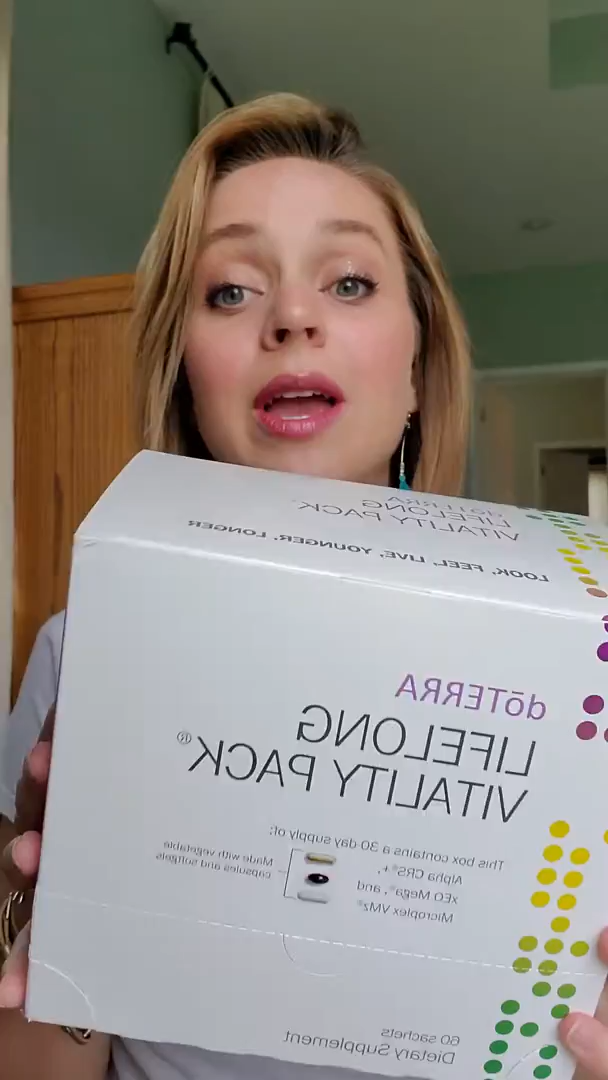 dōTERRA
LIFELONG
VITALITY PACK®
LOOK, FEEL, LIVE, YOUNGER, LONGER
dōTERRA
LIFELONG
VITALITY PACK®
This box contains a 30 day supply of:
Alpha CRS®+,
xEO Mega®, and
Microplex VMz®
Made with vegetable
capsules and softgels
60 sachets
Dietary Supplement